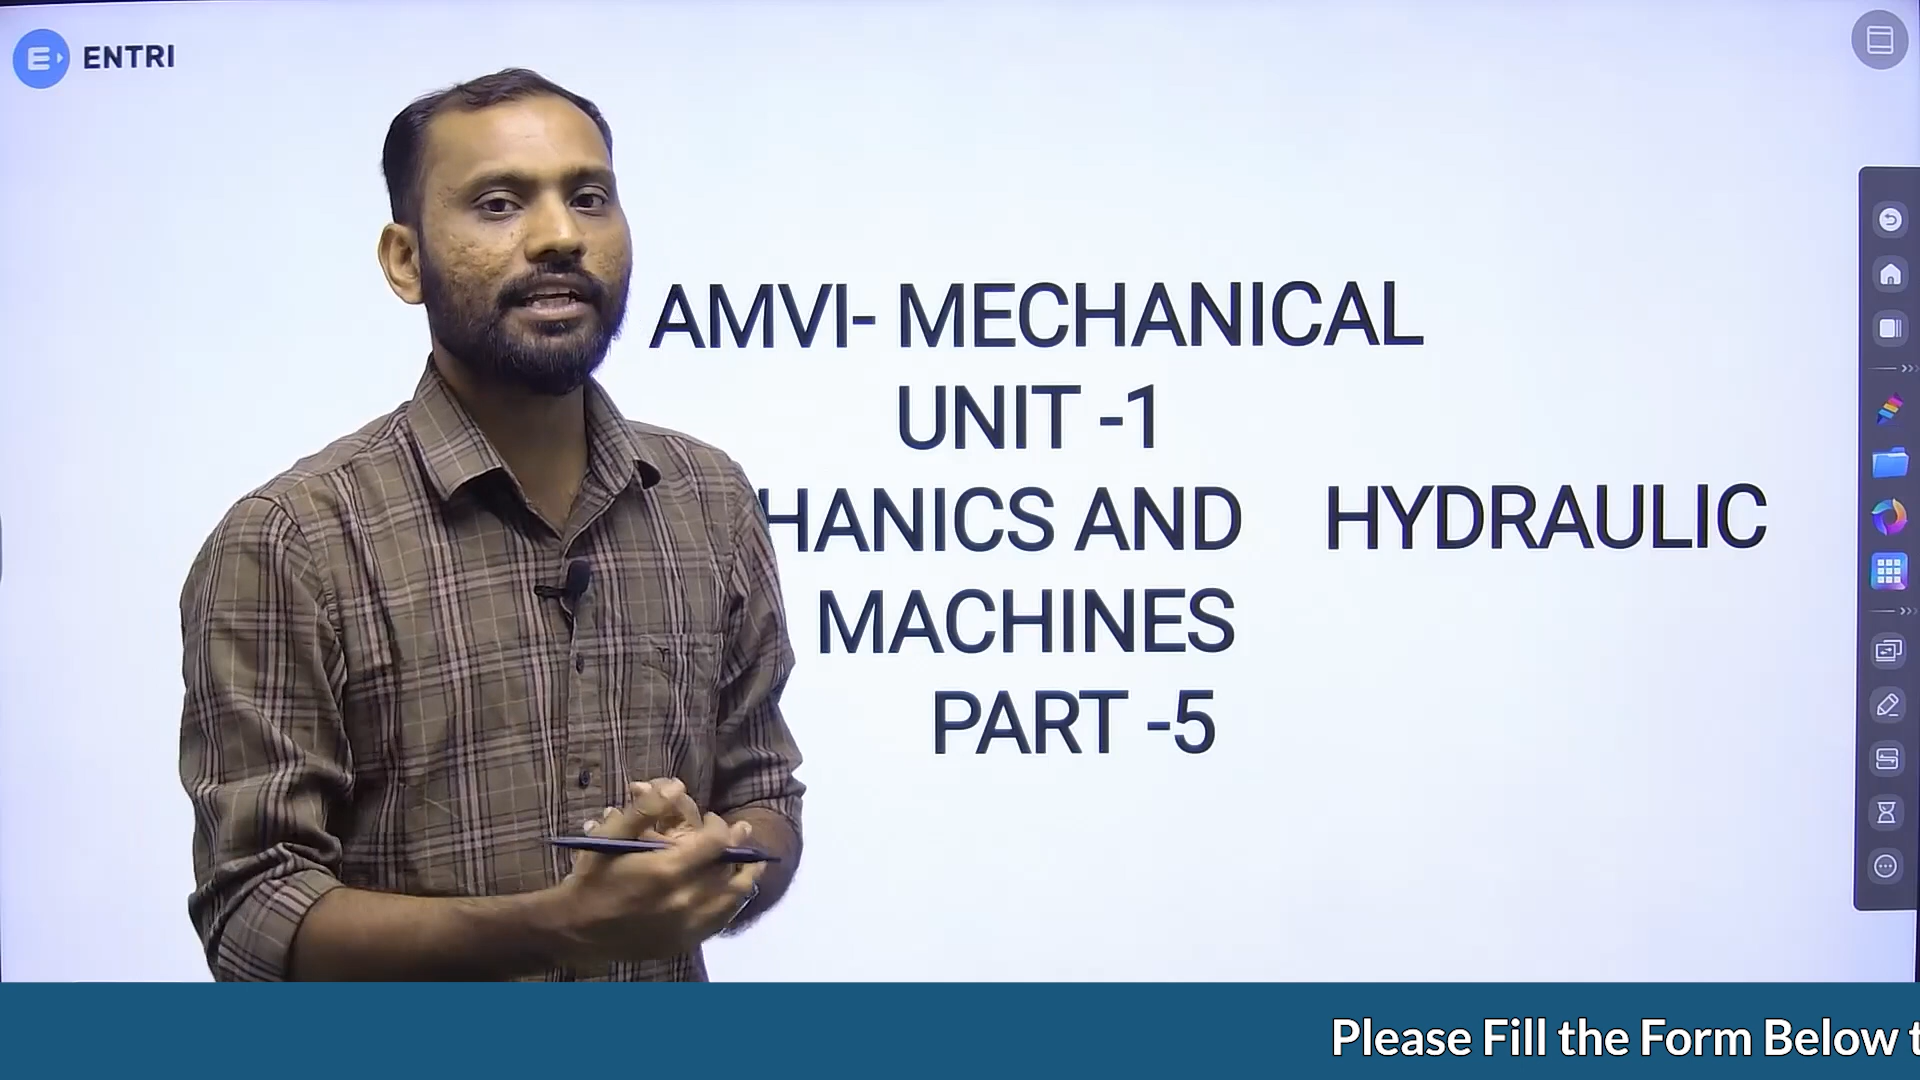 ENTRI
AMVI- MECHANICAL
UNIT -1
HANICS AND HYDRAULIC
MACHINES
PART -5
Please Fill the Form Below